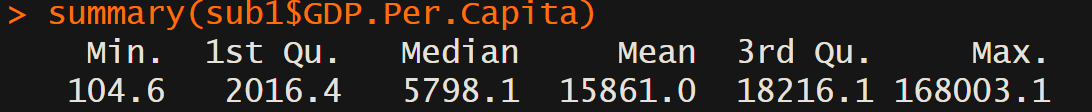 > summary(sub1$GDP.Per.Capita)
Min. 1st Qu. Median Mean 3rd Qu. Max.
104.6 2016.4 5798.1 15861.0 18216.1 168003.1